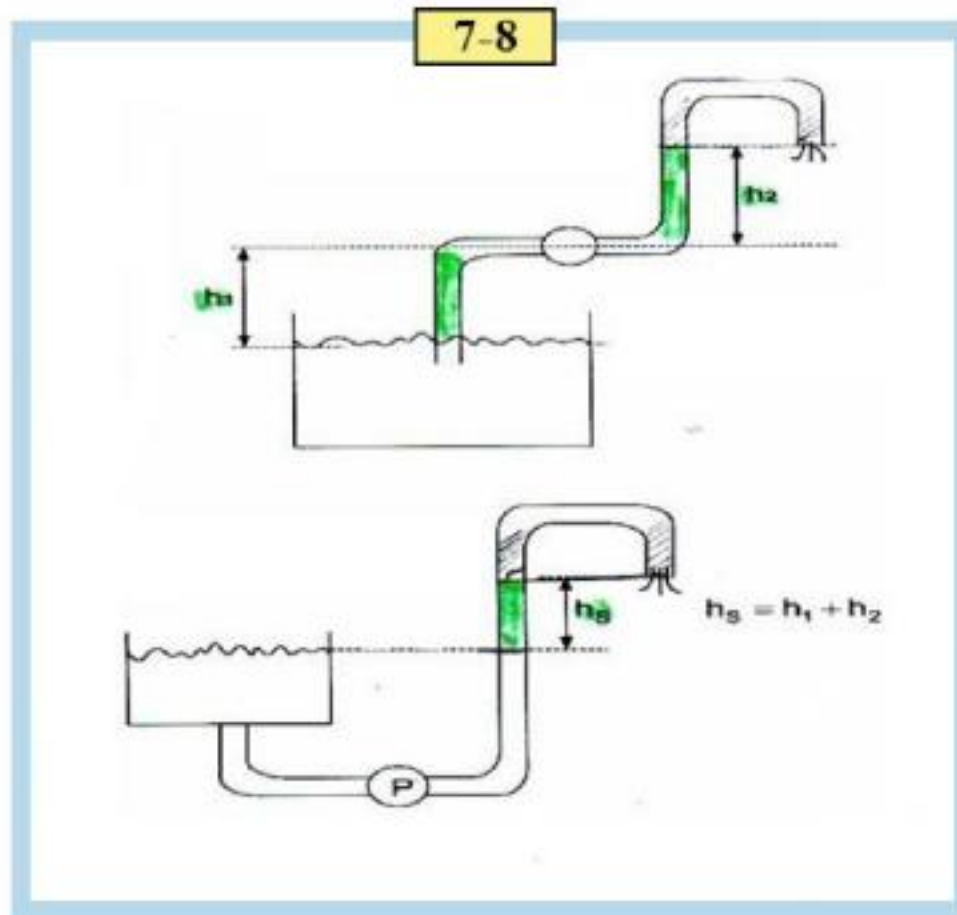 7-8
h₂
h₁
hₛ
hₛ = h₁ + h₂
P